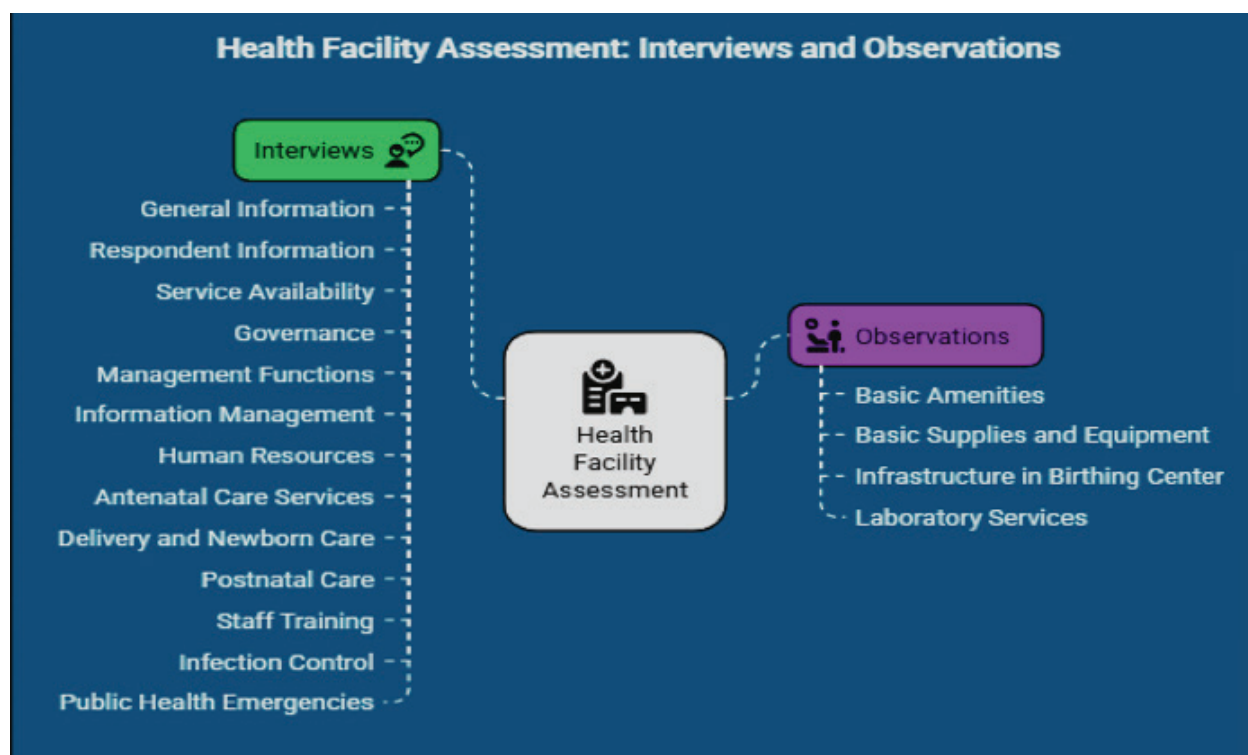 Health Facility Assessment: Interviews and Observations
Interviews
General Information
Respondent Information
Service Availability
Governance
Management Functions
Information Management
Human Resources
Antenatal Care Services
Delivery and Newborn Care
Postnatal Care
Staff Training
Infection Control
Public Health Emergencies
Health
Facility
Assessment
Observations
Basic Amenities
Basic Supplies and Equipment
Infrastructure in Birthing Center
Laboratory Services